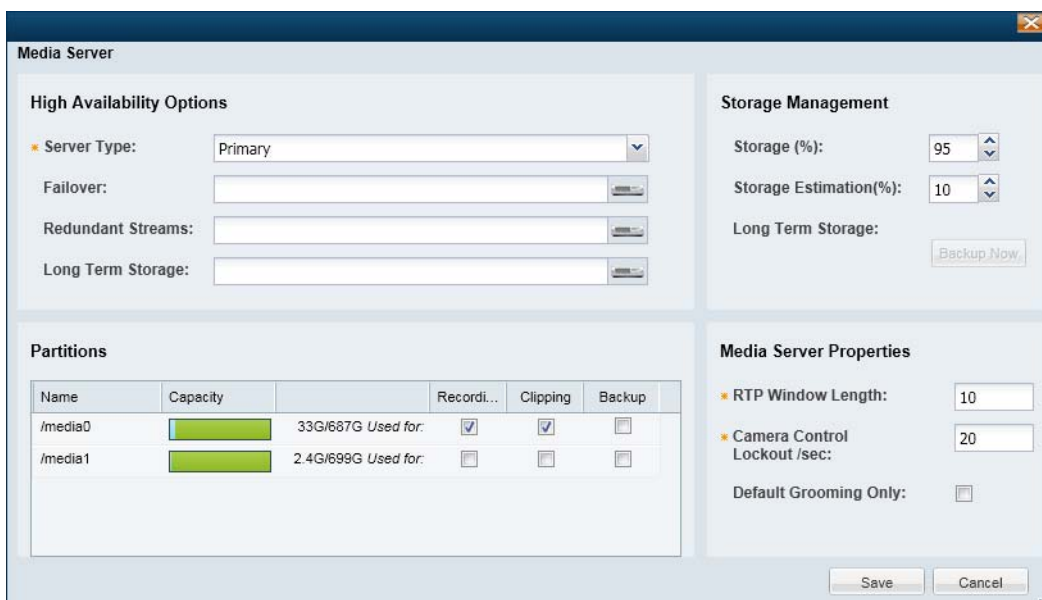 Media Server
High Availability Options
* Server Type: Primary
Failover:
Redundant Streams:
Long Term Storage:
Storage Management
Storage (%): 95
Storage Estimation(%): 10
Long Term Storage:
Backup Now
Partitions
Name Capacity Recordi... Clipping Backup
/media0 33G/687G Used for:
/media1 2.4G/699G Used for:
Media Server Properties
* RTP Window Length: 10
* Camera Control
Lockout /sec: 20
Default Grooming Only:
Save Cancel